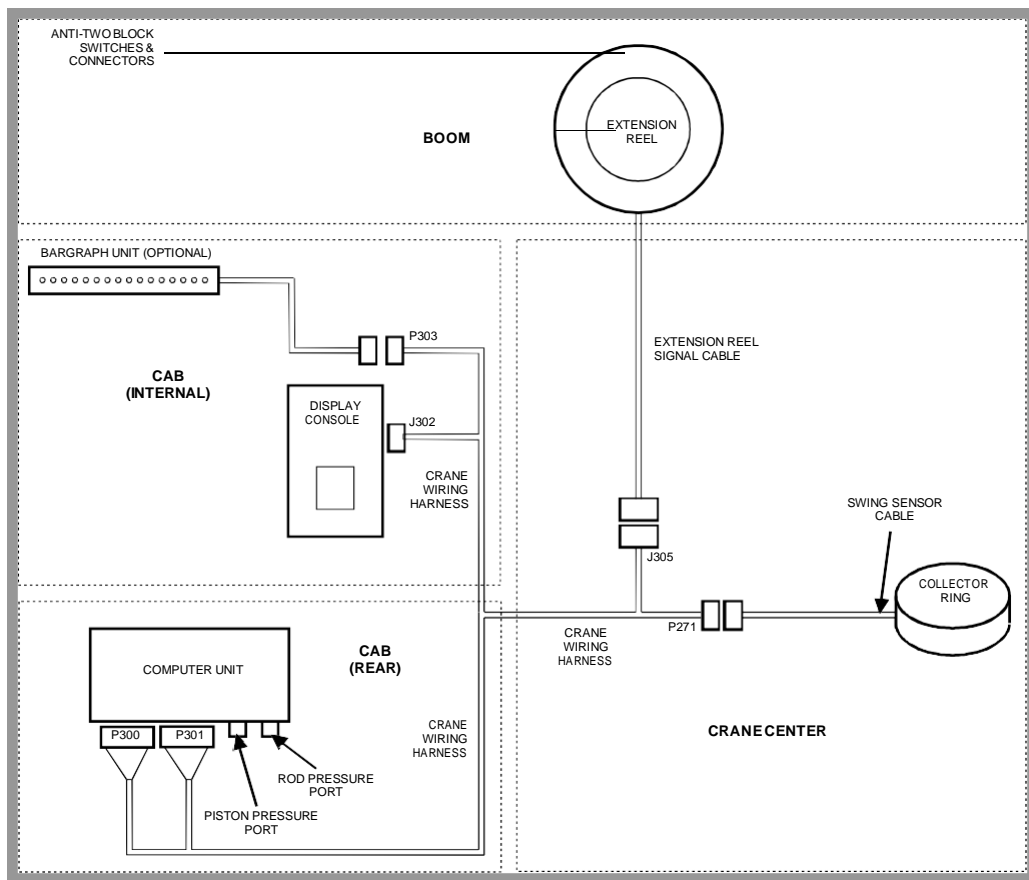 ANTI-TWO BLOCK
SWITCHES &
CONNECTORS
BOOM
EXTENSION
REEL
BARGRAPH UNIT (OPTIONAL)
P303
CAB
(INTERNAL)
DISPLAY
CONSOLE
J302
CRANE
WIRING
HARNESS
EXTENSION REEL
SIGNAL CABLE
J305
SWING SENSOR
CABLE
COLLECTOR
RING
P271
CRANE
WIRING
HARNESS
CRANE CENTER
CAB
(REAR)
COMPUTER UNIT
P300
P301
CRANE
WIRING
HARNESS
ROD PRESSURE
PORT
PISTON PRESSURE
PORT